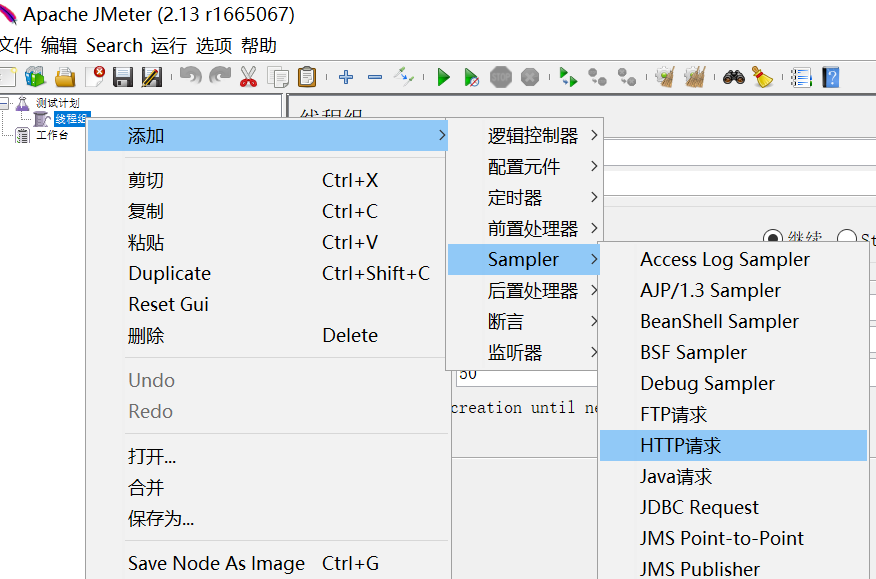 Apache JMeter (2.13 r1665067)
文件 编辑 Search 运行 选项 帮助
测试计划
线程组
工作台
线程组
添加
剪切 Ctrl+X
复制 Ctrl+C
粘贴 Ctrl+V
Duplicate Ctrl+Shift+C
Reset Gui
删除 Delete
Undo
Redo
打开...
合并
保存为...
Save Node As Image Ctrl+G
逻辑控制器
配置元件
定时器
前置处理器
Sampler
后置处理器
断言
监听器
继续 St
50
creation until ne
Access Log Sampler
AJP/1.3 Sampler
BeanShell Sampler
BSF Sampler
Debug Sampler
FTP请求
HTTP请求
Java请求
JDBC Request
JMS Point-to-Point
JMS Publisher